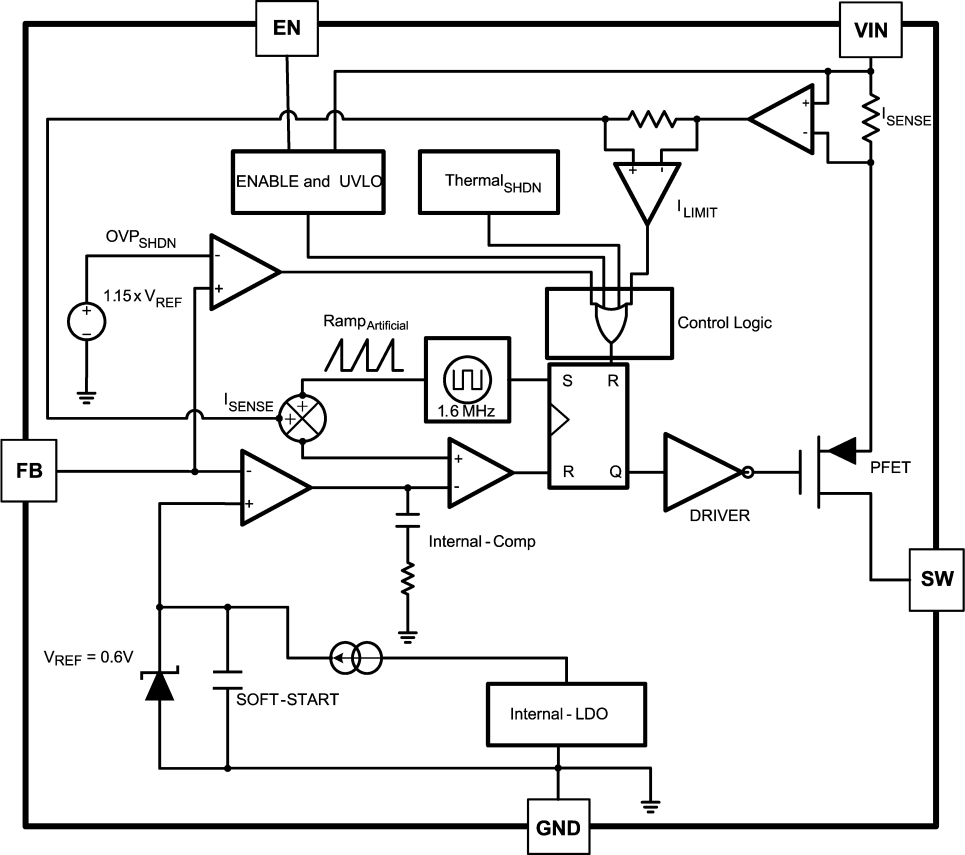 EN
VIN
ISENSE
ENABLE and UVLO
ThermalSHDN
ILIMIT
OVPSHDN
1.15 x VREF
RampArtificial
Control Logic
1.6 MHz
S
R
ISENSE
FB
R
Q
PFET
DRIVER
Internal - Comp
SW
VREF = 0.6V
SOFT-START
Internal - LDO
GND